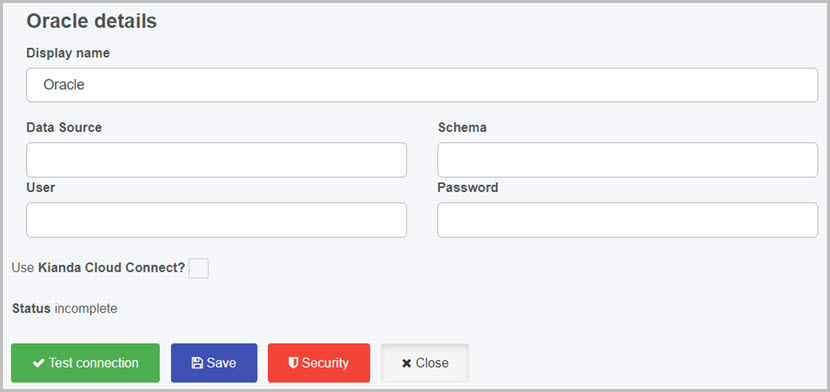 Oracle details
Display name
Oracle
Data Source Schema
User Password
Use Kianda Cloud Connect?
Status incomplete
Test connection Save Security Close